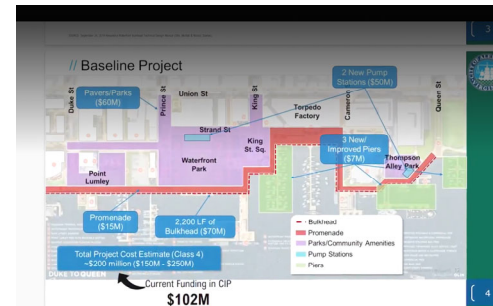 // Baseline Project
2 New Pump
Stations ($50M)
Pavers/Parks
($60M)
Duke St
Prince St
Union St
King St
Cameron
Queen St
Torpedo
Factory
Strand St
King
St. Sq.
3 New/
Improved Piers
($7M)
Waterfront
Park
Thompson
Alley Park
Point
Lumley
Promenade
($15M)
2,200 LF of
Bulkhead ($70M)
Bulkhead
Promenade
Parks/Community Amenities
Pump Stations
Piers
Total Project Cost Estimate (Class 4)
~$200 million ($150M - $250M)
DUKE TO QUEEN
Current Funding in CIP
$102M
3
4